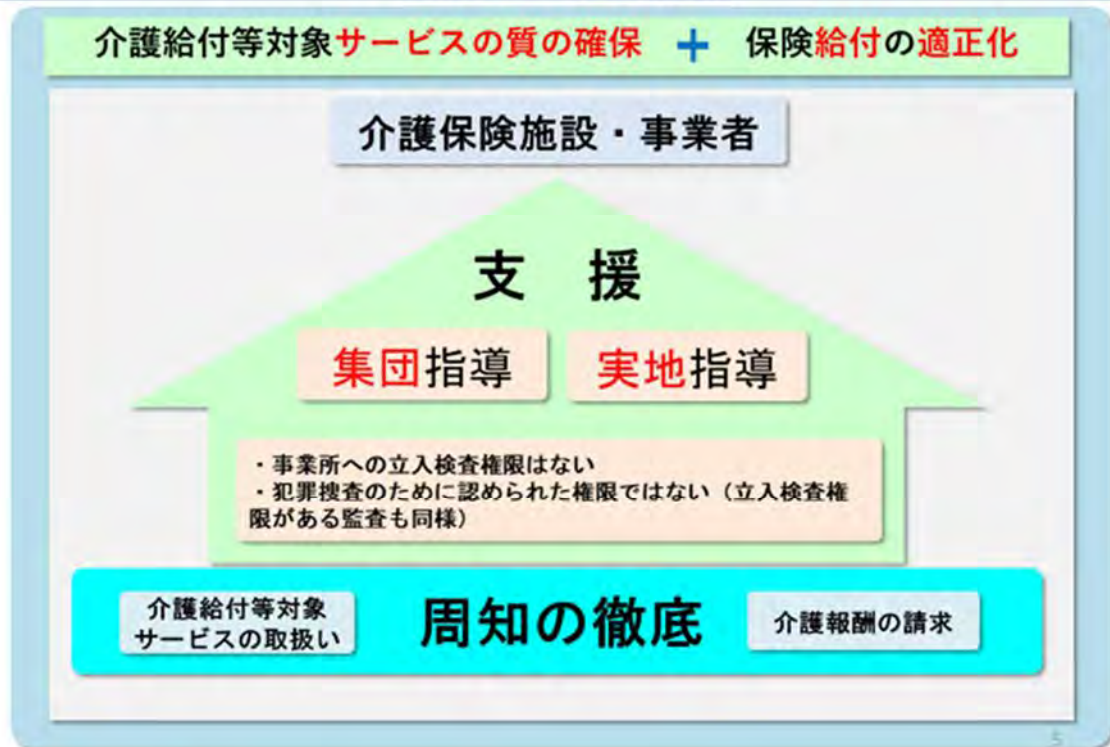 介護給付等対象サービスの質の確保 + 保険給付の適正化
介護保険施設・事業者
支 援
集団指導
実地指導
・事業所への立入検査権限はない
・犯罪捜査のために認められた権限ではない（立入検査権
限がある監査も同様）
介護給付等対象
サービスの取扱い
周知の徹底
介護報酬の請求
5